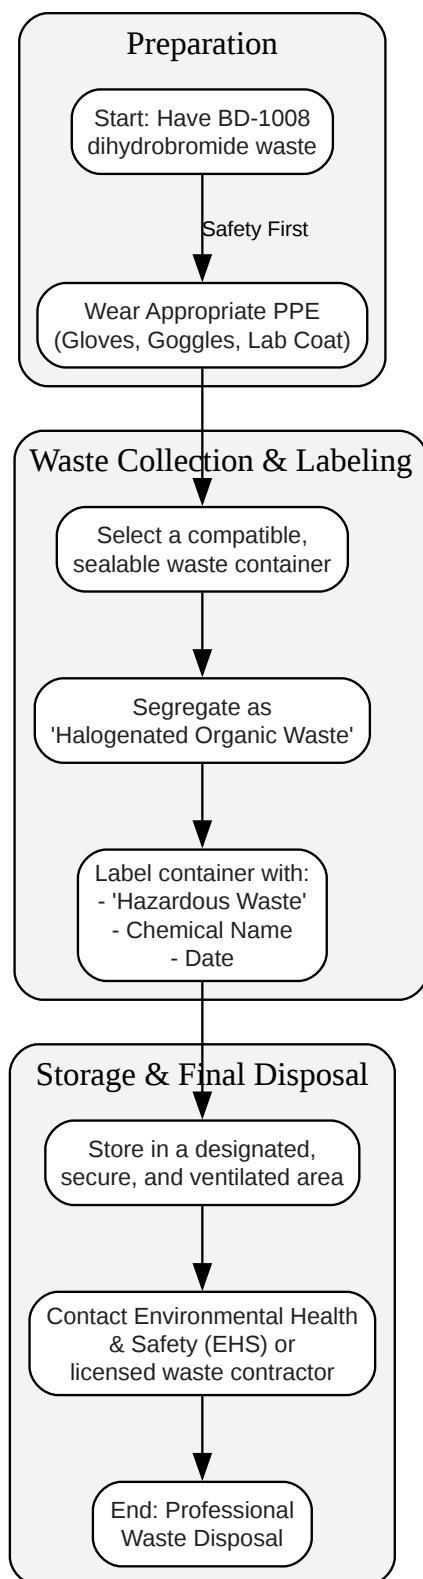 Preparation
Start: Have BD-1008
dihydrobromide waste
Safety First
Wear Appropriate PPE
(Gloves, Goggles, Lab Coat)
Waste Collection & Labeling
Select a compatible,
sealable waste container
Segregate as
'Halogenated Organic Waste'
Label container with:
- 'Hazardous Waste'
- Chemical Name
- Date
Storage & Final Disposal
Store in a designated,
secure, and ventilated area
Contact Environmental Health
& Safety (EHS) or
licensed waste contractor
End: Professional
Waste Disposal